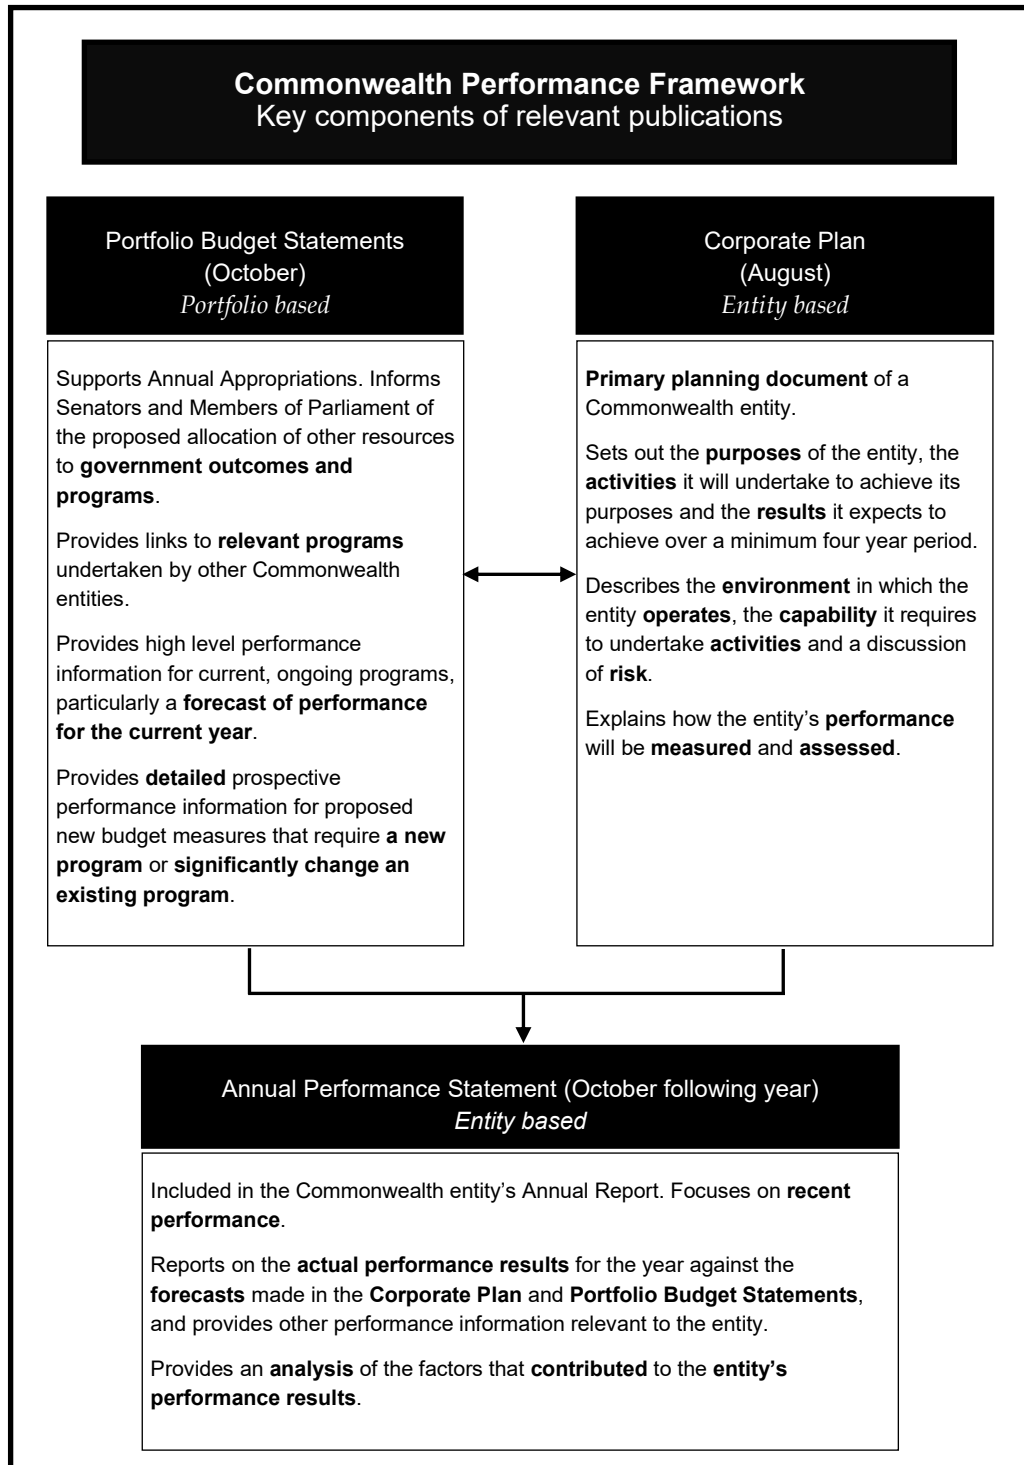 Commonwealth Performance Framework
Key components of relevant publications
Portfolio Budget Statements
(October)
Portfolio based
Supports Annual Appropriations. Informs
Senators and Members of Parliament of
the proposed allocation of other resources
to government outcomes and
programs.
Provides links to relevant programs
undertaken by other Commonwealth
entities.
Provides high level performance
information for current, ongoing programs,
particularly a forecast of performance
for the current year.
Provides detailed prospective
performance information for proposed
new budget measures that require a new
program or significantly change an
existing program.
Corporate Plan
(August)
Entity based
Primary planning document of a
Commonwealth entity.
Sets out the purposes of the entity, the
activities it will undertake to achieve its
purposes and the results it expects to
achieve over a minimum four year period.
Describes the environment in which the
entity operates, the capability it requires
to undertake activities and a discussion
of risk.
Explains how the entity’s performance
will be measured and assessed.
Annual Performance Statement (October following year)
Entity based
Included in the Commonwealth entity’s Annual Report. Focuses on recent
performance.
Reports on the actual performance results for the year against the
forecasts made in the Corporate Plan and Portfolio Budget Statements,
and provides other performance information relevant to the entity.
Provides an analysis of the factors that contributed to the entity’s
performance results.